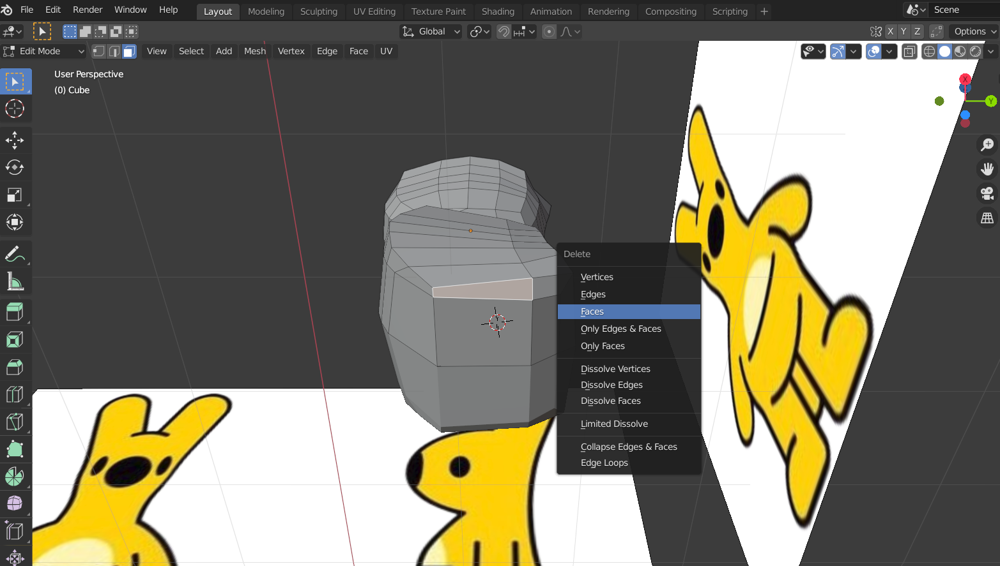 File Edit Render Window Help Layout Modeling Sculpting UV Editing Texture Paint Shading Animation Rendering Compositing Scripting + Scene
Global X Y Z Options
Edit Mode View Select Add Mesh Vertex Edge Face UV
User Perspective
(0) Cube
X
Y
Delete
Vertices
Edges
Faces
Only Edges & Faces
Only Faces
Dissolve Vertices
Dissolve Edges
Dissolve Faces
Limited Dissolve
Collapse Edges & Faces
Edge Loops